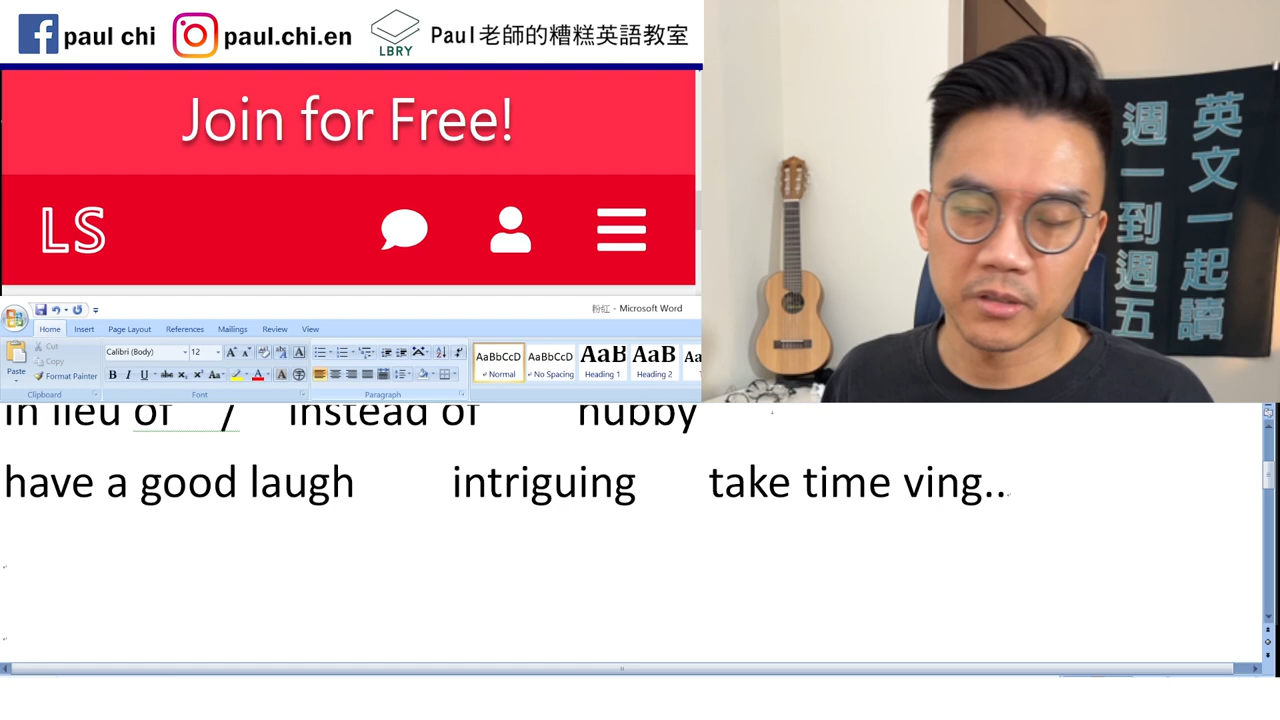 paul chi paul.chi.en LBRY Paul老師的糟糕英語教室
Join for Free!
LS
粉紅 - Microsoft Word
Home Insert Page Layout References Mailings Review View
Paste Cut
Copy
Format Painter
Calibri (Body) 12
AaBbCcD AaBbCcD AaB AaB Aa
Normal No Spacing Heading 1 Heading 2
Clipboard Font Paragraph
in lieu of / instead of hubby
have a good laugh intriguing take time ving..
英文一起讀
週一到週五